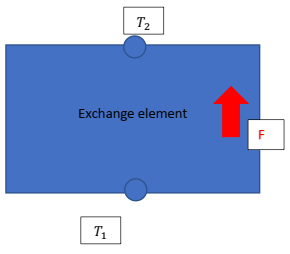 T₂
Exchange element
F
T₁